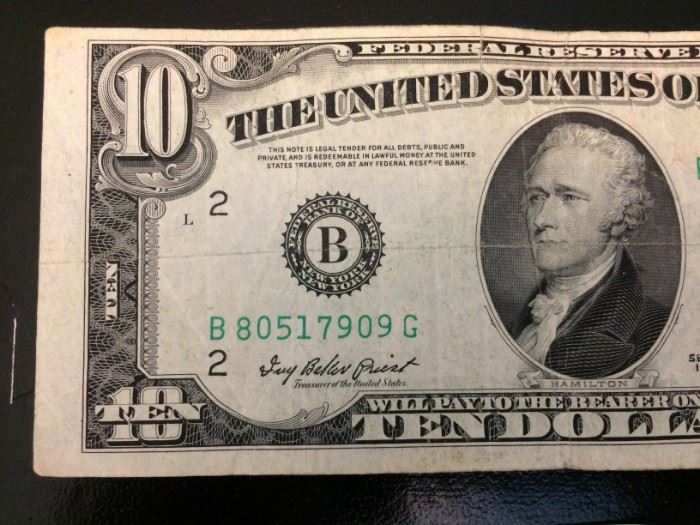 FEDERAL RESERVE
10
THE UNITED STATES O
THIS NOTE IS LEGAL TENDER FOR ALL DEBTS, PUBLIC AND
PRIVATE, AND IS REDEEMABLE IN LAWFUL MONEY AT THE UNITED
STATES TREASURY, OR AT ANY FEDERAL RESERVE BANK.
L 2
FEDERAL RESERVE
BANK OF
B
NEW YORK
NEW YORK
TEN
B 80517909 G
2
Ivy Baker Priest
Treasurer of the United States.
HAMILTON
SE
1
10
TEN
WILL PAY TO THE BEARER ON
TEN DOLLA